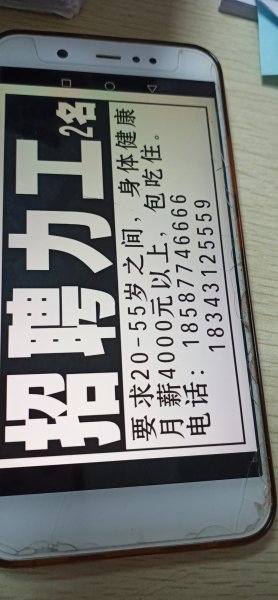 招聘力工2名
要求20-55岁之间，身体健康
月薪4000元以上，包吃住。
电话：18587746666
18343125559